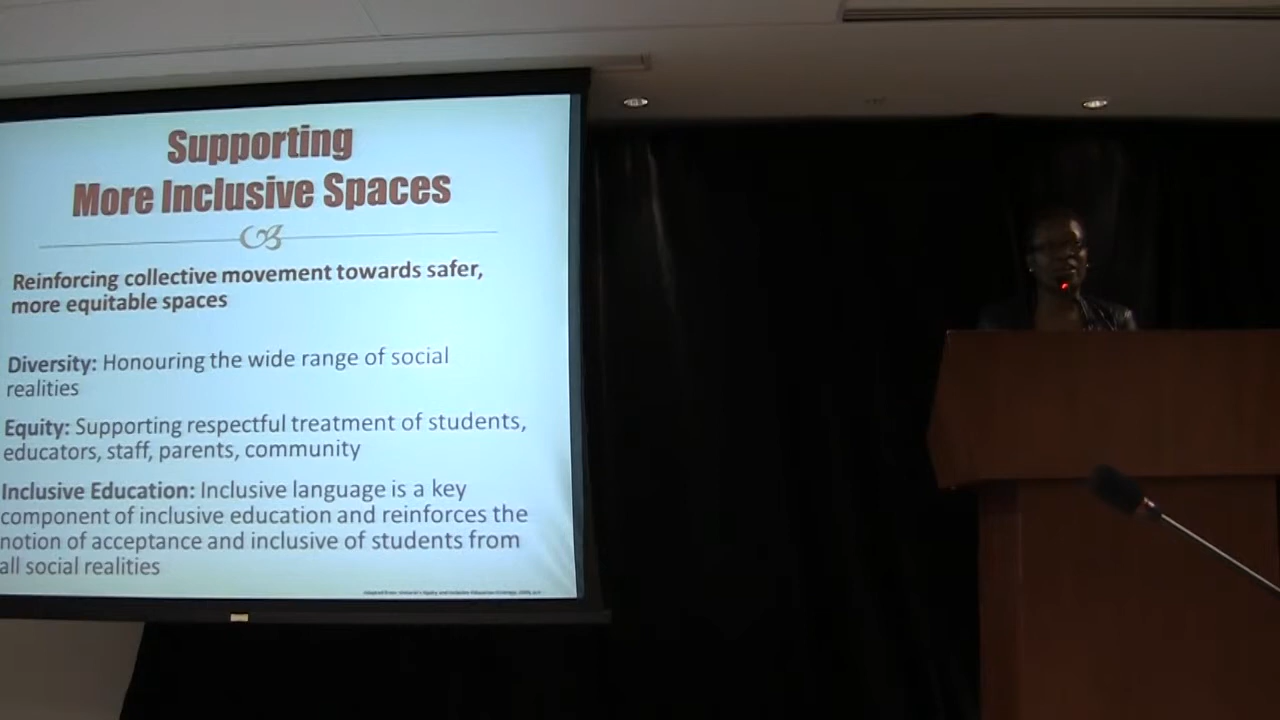 Supporting
More Inclusive Spaces
Reinforcing collective movement towards safer,
more equitable spaces
Diversity: Honouring the wide range of social
realities
Equity: Supporting respectful treatment of students,
educators, staff, parents, community
Inclusive Education: Inclusive language is a key
component of inclusive education and reinforces the
notion of acceptance and inclusive of students from
all social realities